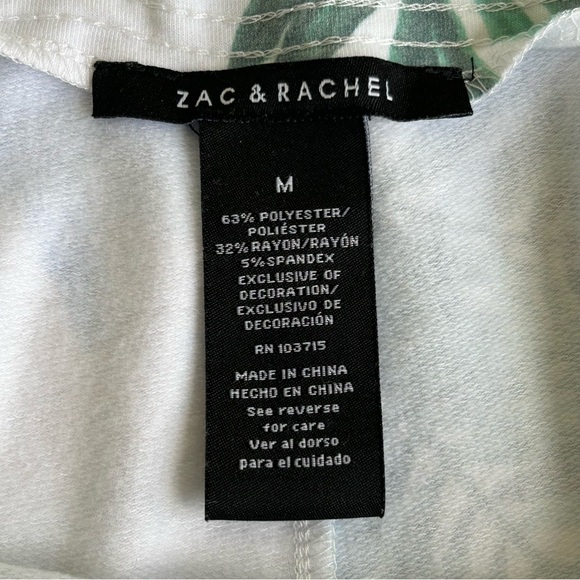 ZAC & RACHEL
M
63% POLYESTER/
POLIÉSTER
32% RAYON/RAYÓN
5% SPANDEX
EXCLUSIVE OF
DECORATION/
EXCLUSIVO DE
DECORACIÓN
RN 103715
MADE IN CHINA
HECHO EN CHINA
See reverse
for care
Ver al dorso
para el cuidado